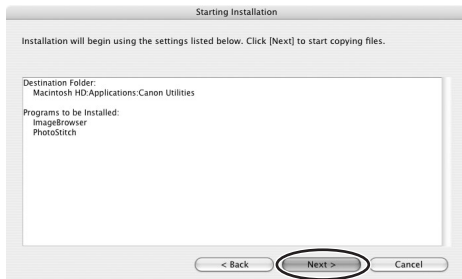 Starting Installation
Installation will begin using the settings listed below. Click [Next] to start copying files.
Destination Folder:
Macintosh HD:Applications:Canon Utilities
Programs to be Installed:
ImageBrowser
PhotoStitch
< Back
Next >
Cancel